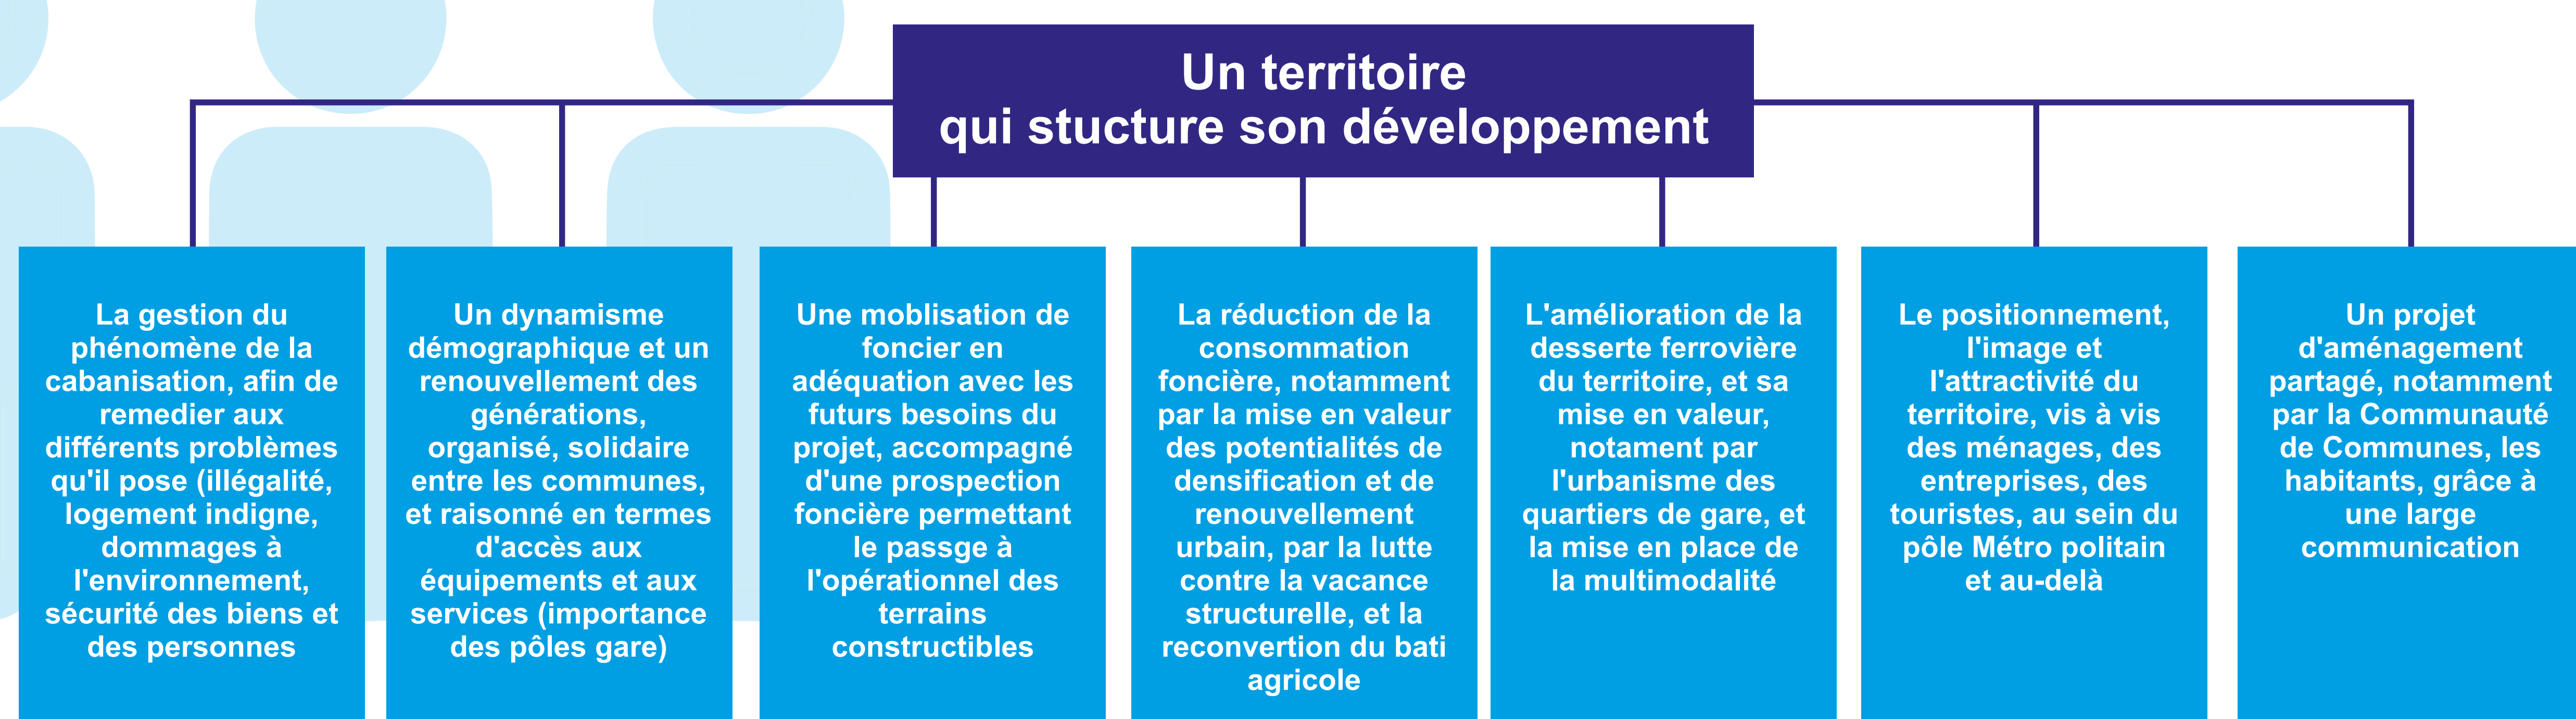 Un territoire
qui stucture son développement
La gestion du
phénomène de la
cabanisation, afin de
remedier aux
différents problèmes
qu'il pose (illégalité,
logement indigne,
dommages à
l'environnement,
sécurité des biens et
des personnes
Un dynamisme
démographique et un
renouvellement des
générations,
organisé, solidaire
entre les communes,
et raisonné en termes
d'accès aux
équipements et aux
services (importance
des pôles gare)
Une moblisation de
foncier en
adéquation avec les
futurs besoins du
projet, accompagné
d'une prospection
foncière permettant
le passge à
l'opérationnel des
terrains
constructibles
La réduction de la
consommation
foncière, notamment
par la mise en valeur
des potentialités de
densification et de
renouvellement
urbain, par la lutte
contre la vacance
structurelle, et la
reconvertion du bati
agricole
L'amélioration de la
desserte ferrovière
du territoire, et sa
mise en valeur,
notament par
l'urbanisme des
quartiers de gare, et
la mise en place de
la multimodalité
Le positionnement,
l'image et
l'attractivité du
territoire, vis à vis
des ménages, des
entreprises, des
touristes, au sein du
pôle Métro politain
et au-delà
Un projet
d'aménagement
partagé, notamment
par la Communauté
de Communes, les
habitants, grâce à
une large
communication